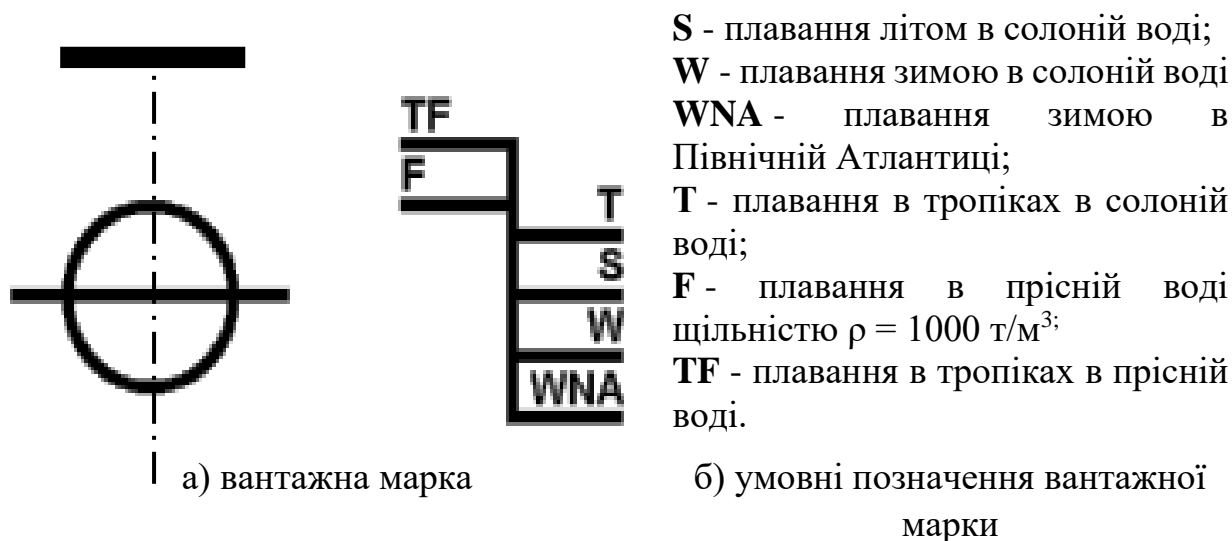 TF
F
T
S
W
WNA
а) вантажна марка
S - плавання літом в солоній воді;
W - плавання зимою в солоній воді
WNA - плавання зимою в
Північній Атлантиці;
T - плавання в тропіках в солоній
воді;
F - плавання в прісній воді
щільністю ρ = 1000 т/м³;
TF - плавання в тропіках в прісній
воді.
б) умовні позначення вантажної
марки